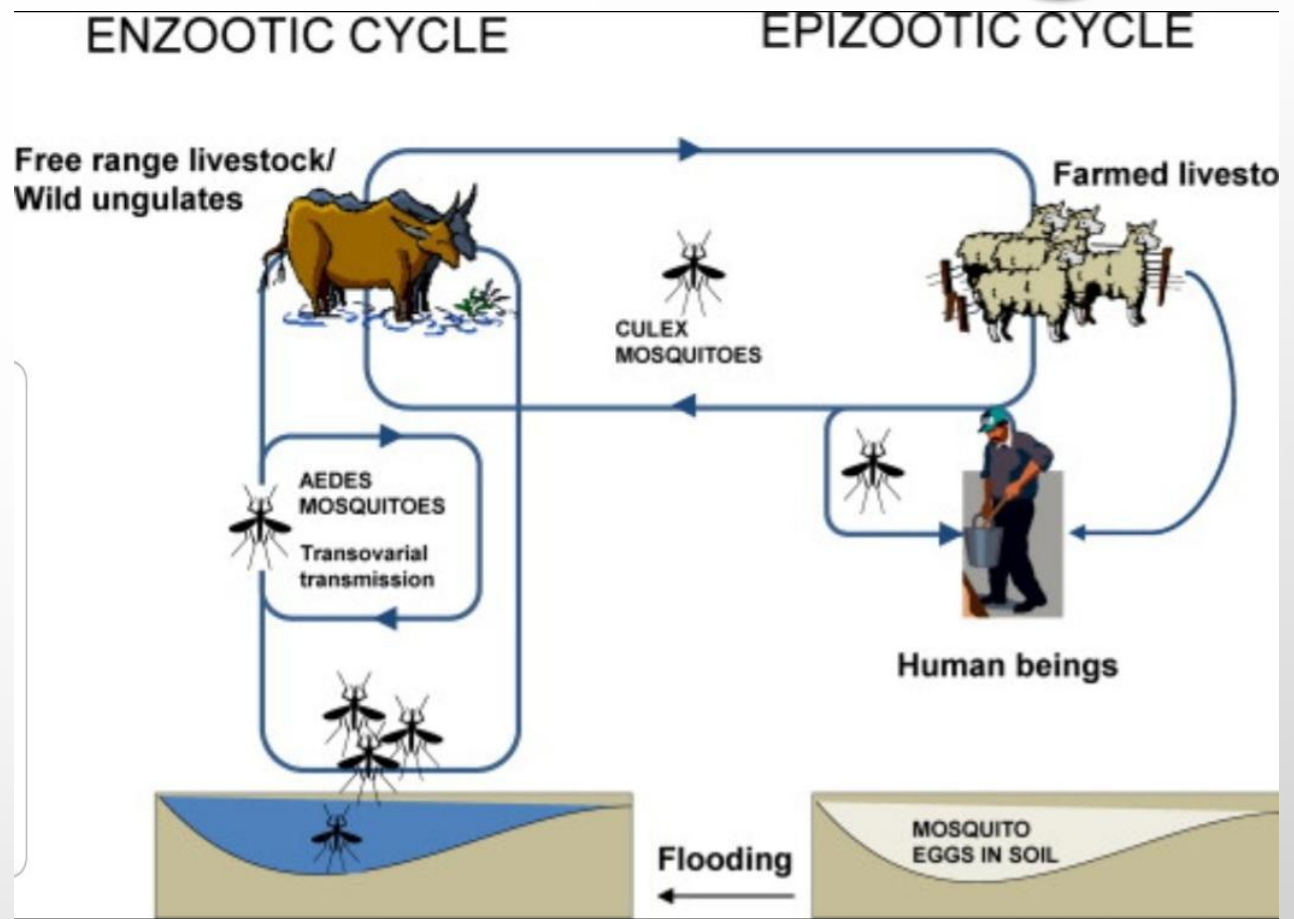 ENZOOTIC CYCLE
EPIZOOTIC CYCLE
Free range livestock/
Wild ungulates
Farmed livesto
CULEX
MOSQUITOES
AEDES
MOSQUITOES
Transovarial
transmission
Human beings
Flooding
MOSQUITO
EGGS IN SOIL